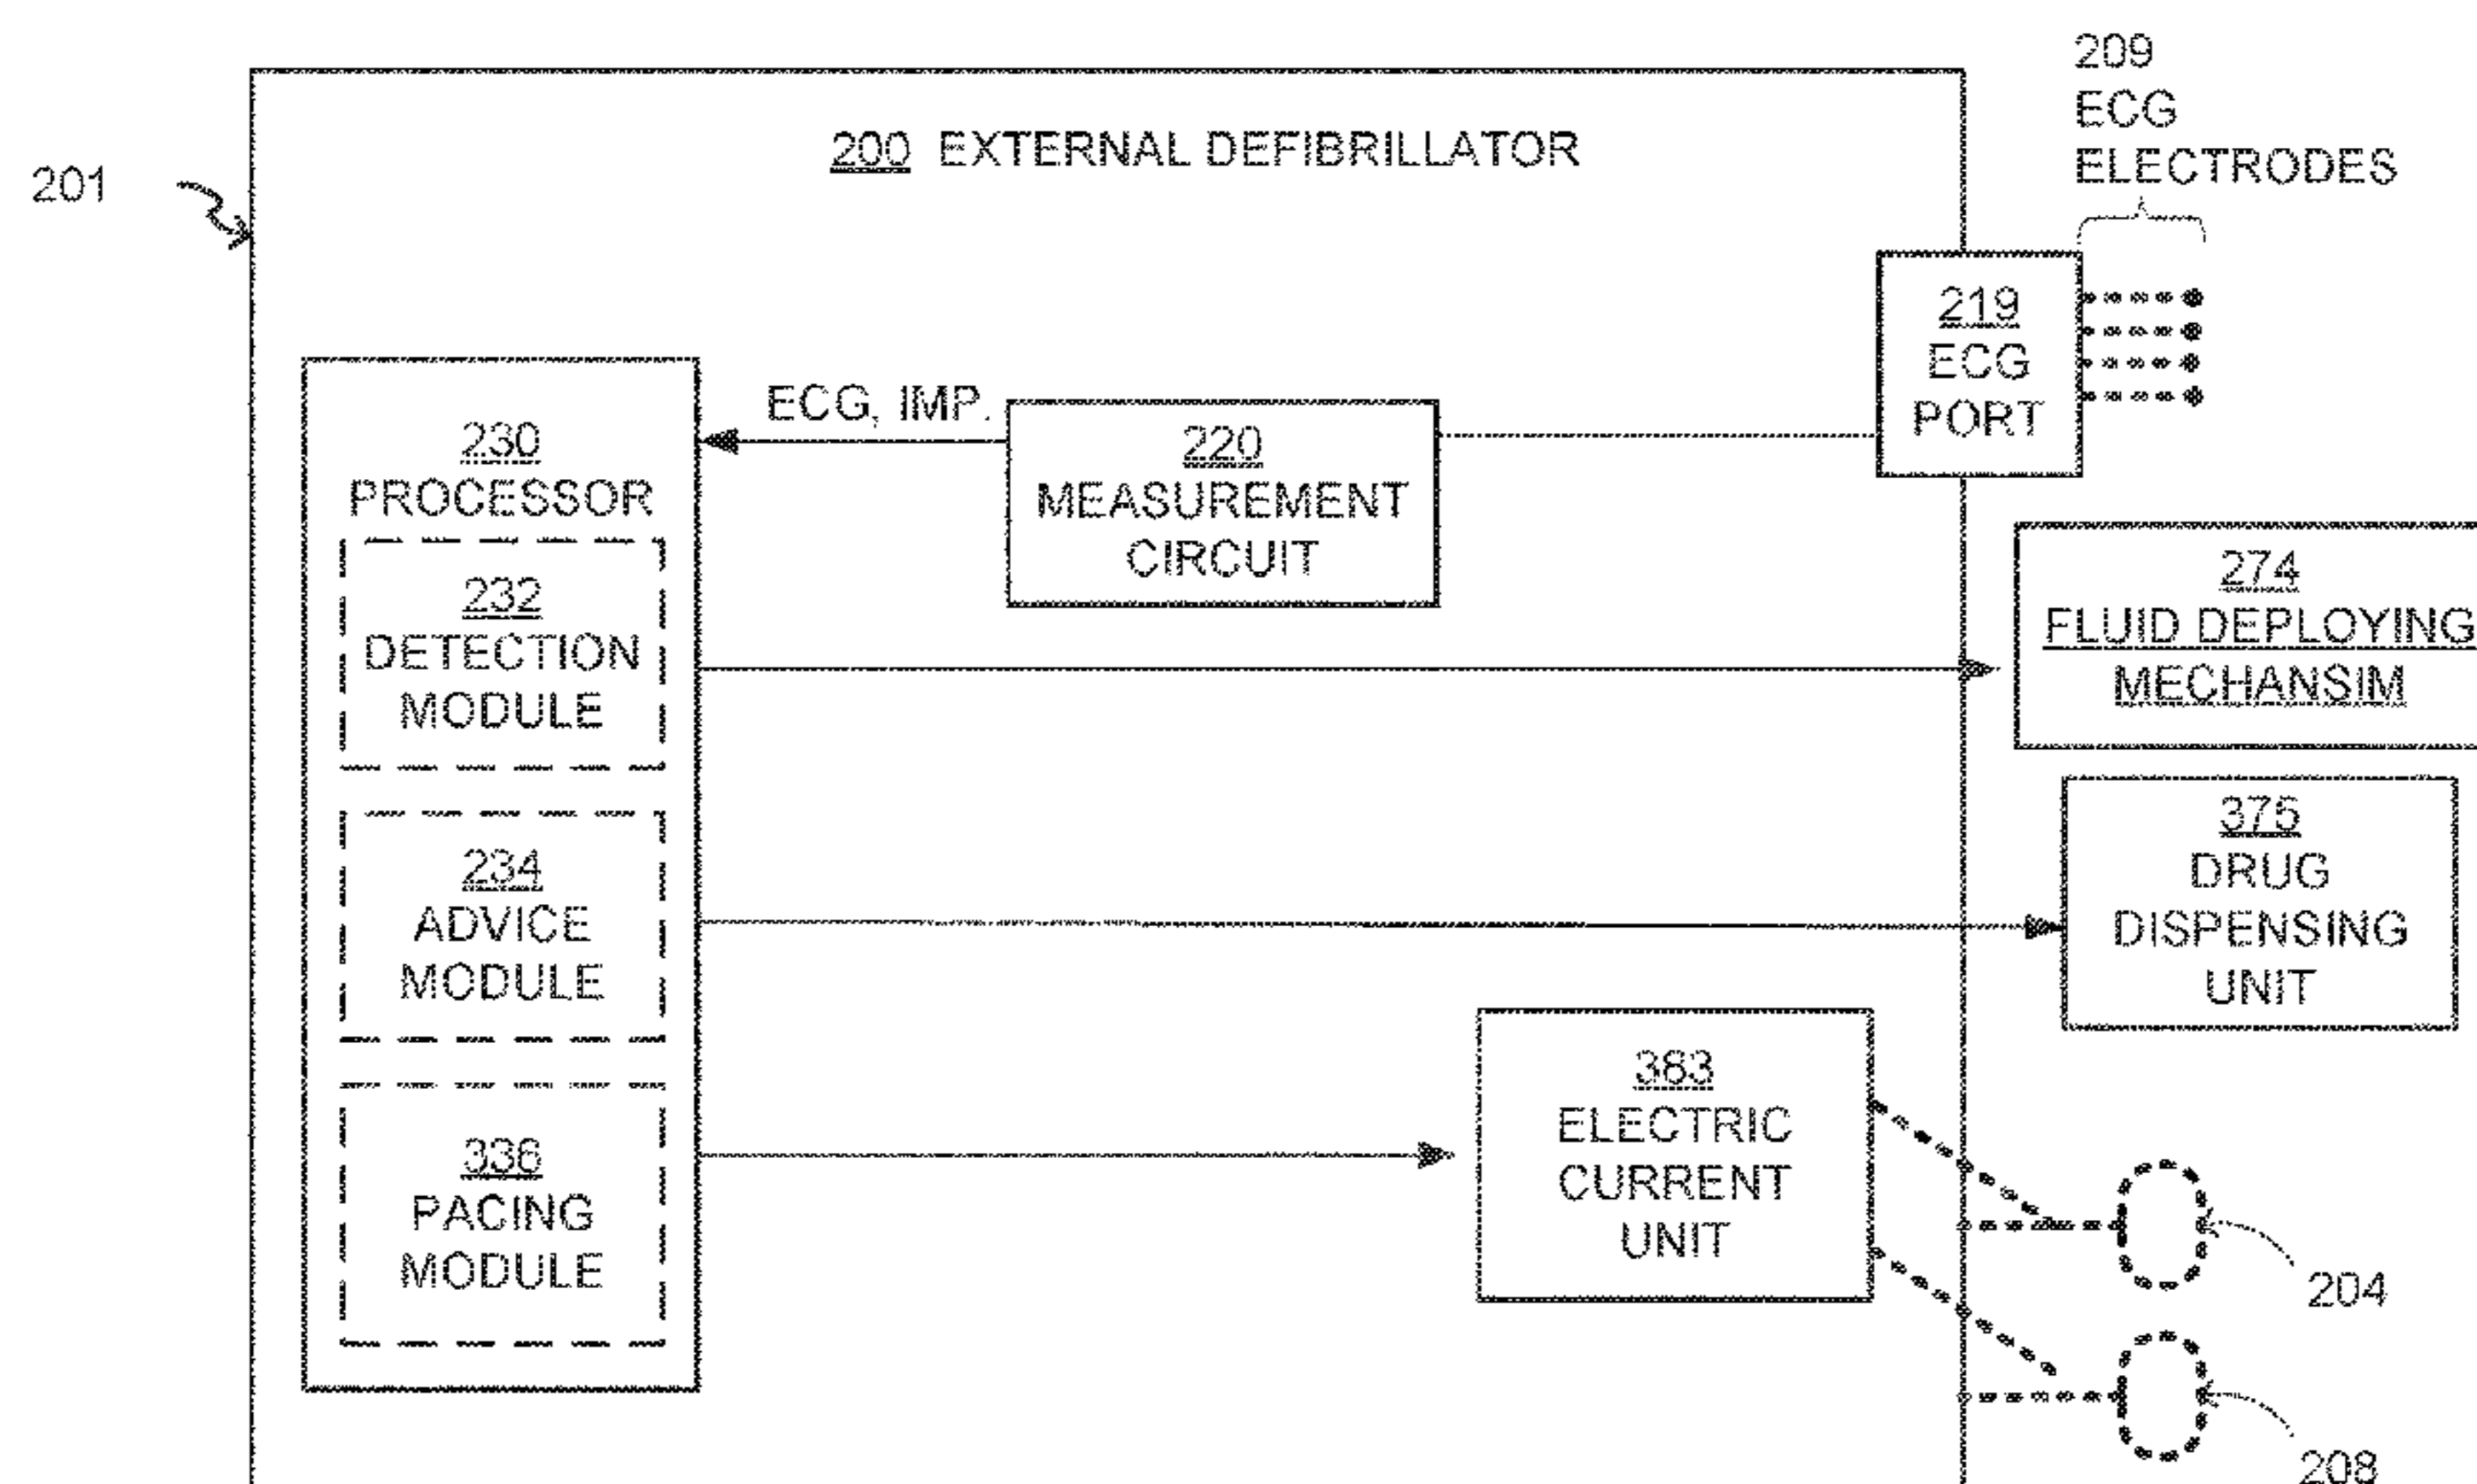 209
ECG
ELECTRODES
200 EXTERNAL DEFIBRILLATOR
201
219
ECG
PORT
ECG, IMP.
220
MEASUREMENT
CIRCUIT
230
PROCESSOR
232
DETECTION
MODULE
274
FLUID DEPLOYING
MECHANSIM
375
DRUG
DISPENSING
UNIT
234
ADVICE
MODULE
383
ELECTRIC
CURRENT
UNIT
336
PACING
MODULE
204
208